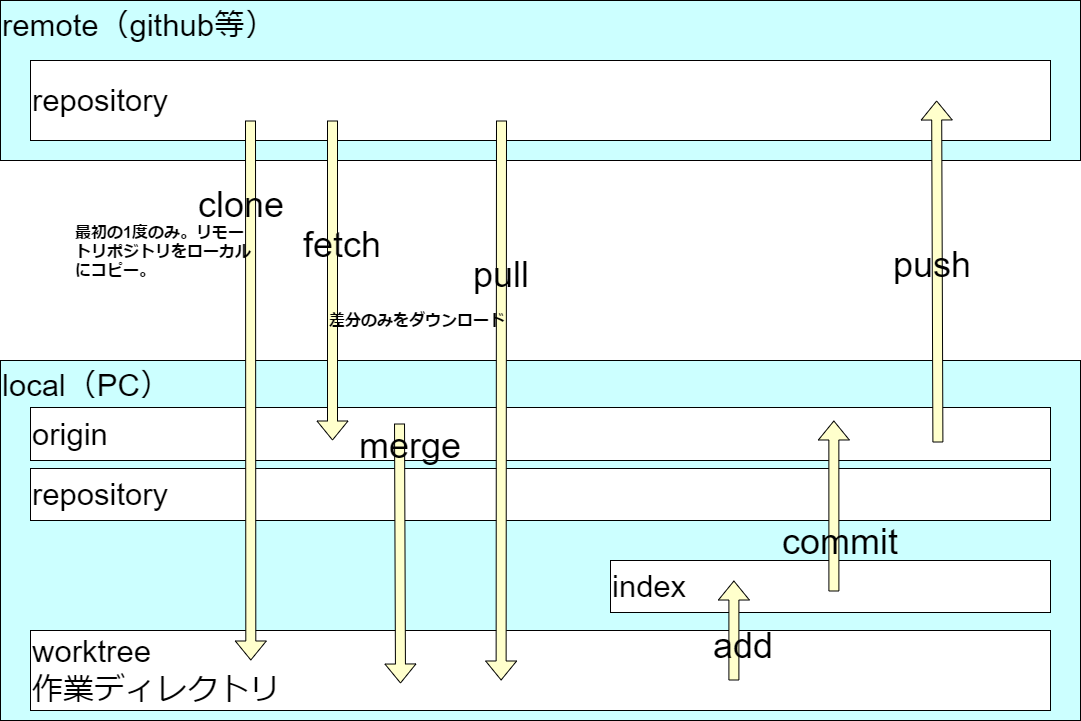 remote（github等）
repository
clone
最初の1度のみ。リモー
トリポジトリをローカル
にコピー。
fetch
pull
push
差分のみをダウンロード
local（PC）
origin
merge
repository
commit
index
add
worktree
作業ディレクトリ